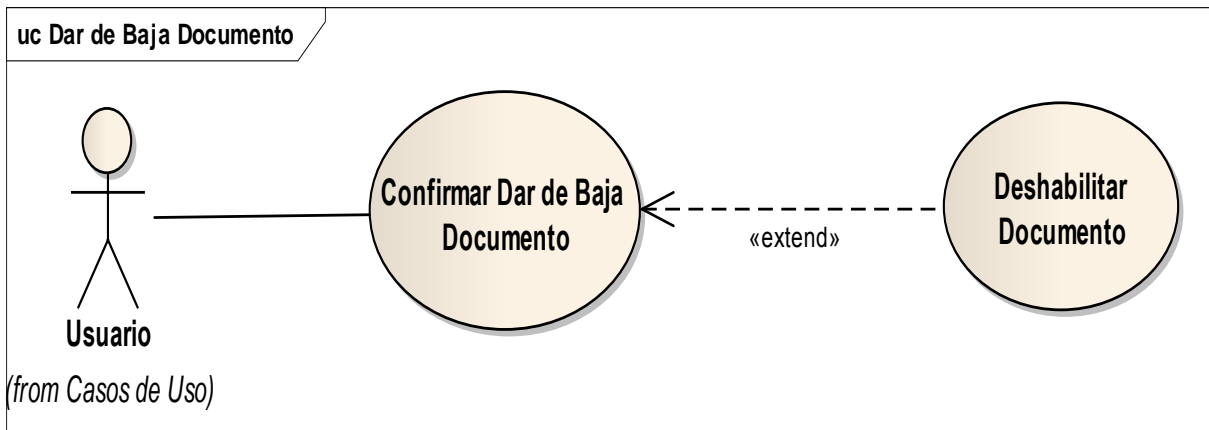 uc Dar de Baja Documento
Confirmar Dar de Baja
Documento
«extend»
Deshabilitar
Documento
Usuario
(from Casos de Uso)